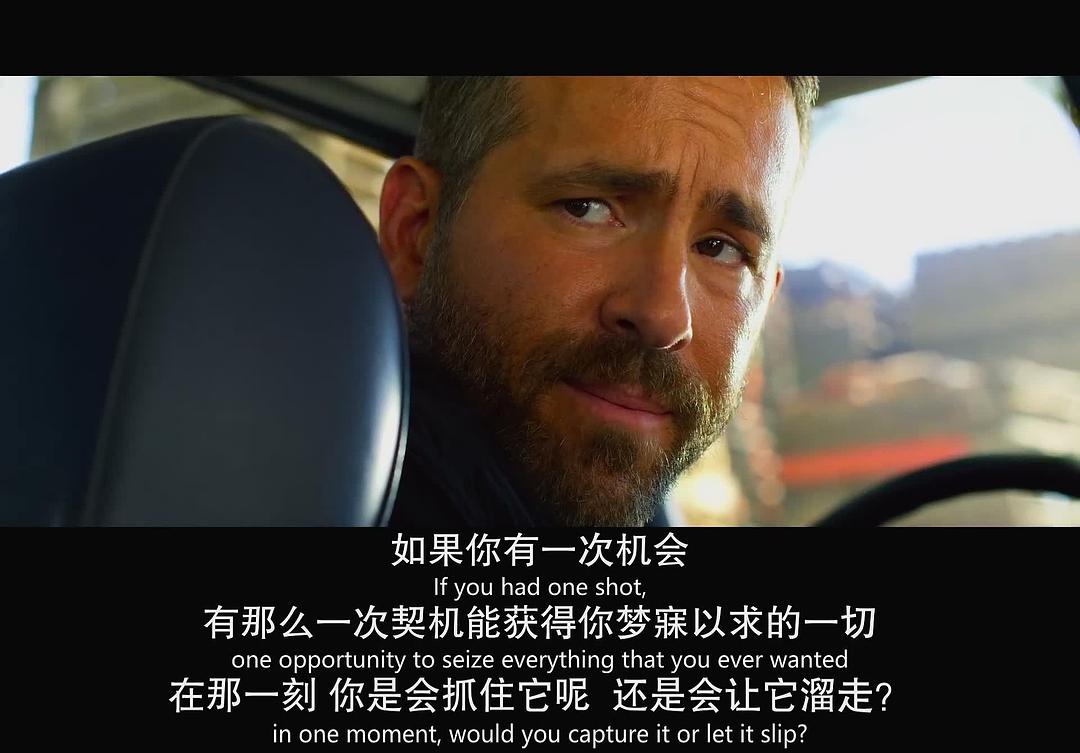 如果你有一次机会
If you had one shot,
有那么一次契机能获得你梦寐以求的一切
one opportunity to seize everything that you ever wanted
在那一刻 你是会抓住它呢 还是会让它溜走?
in one moment, would you capture it or let it slip?